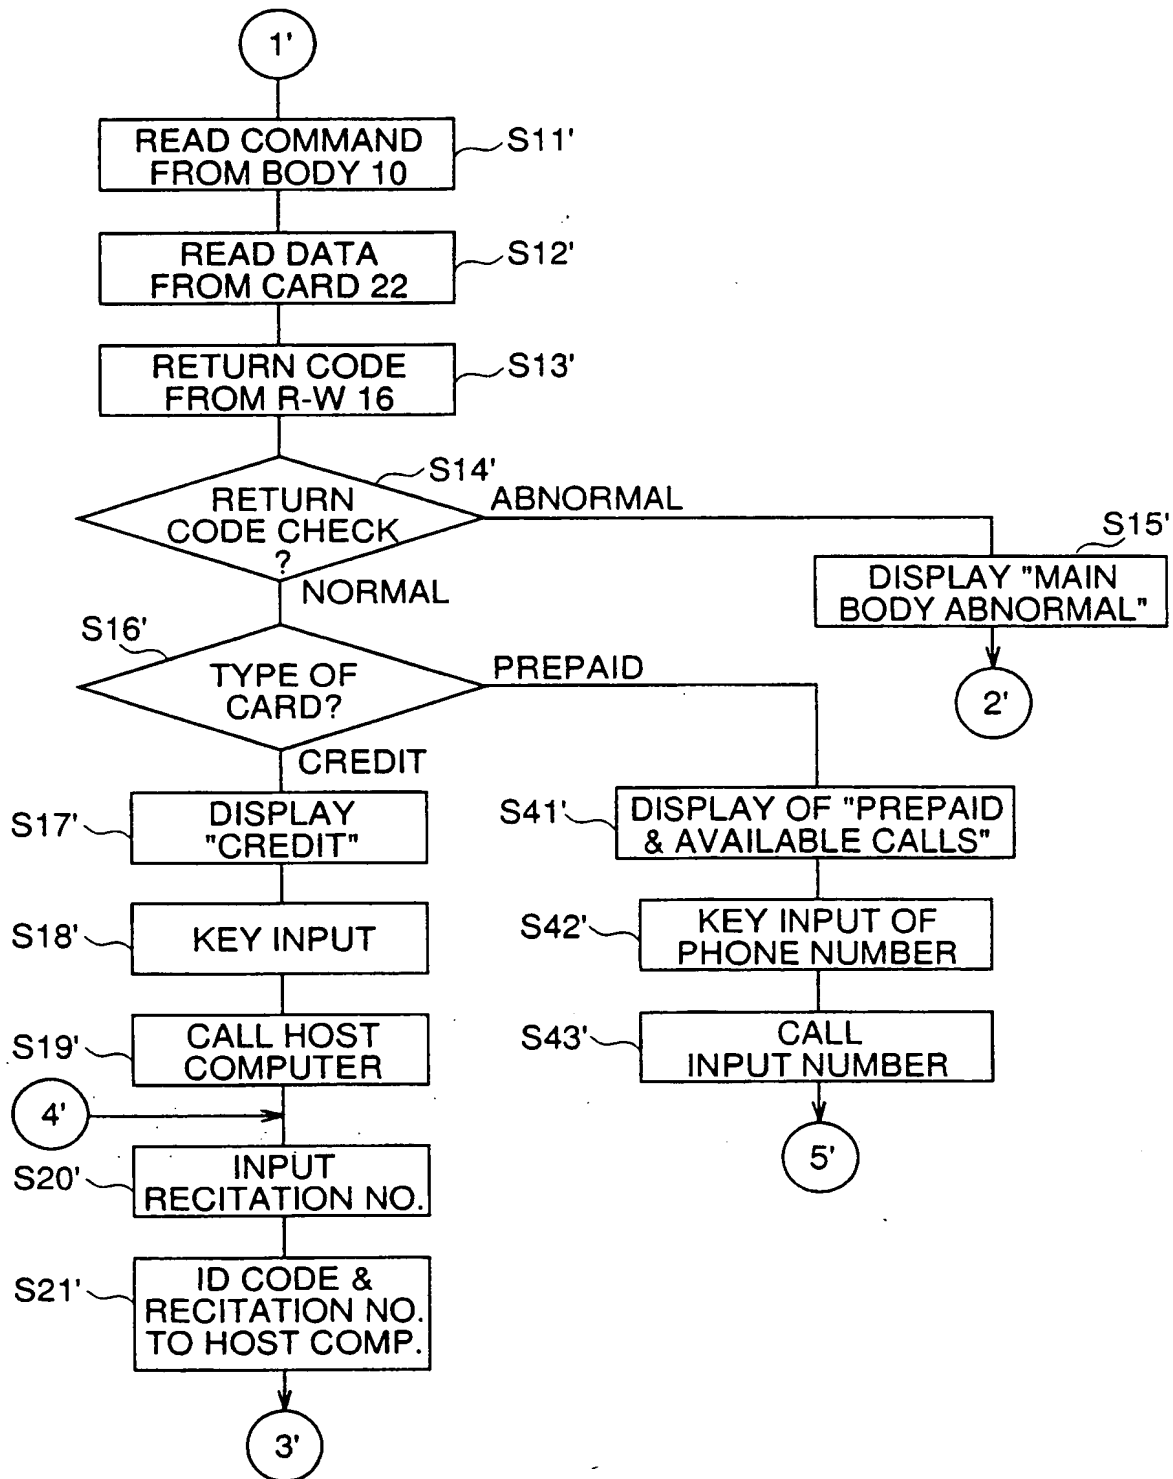 1'
READ COMMAND
FROM BODY 10
S11'
READ DATA
FROM CARD 22
S12'
RETURN CODE
FROM R-W 16
S13'
S14'
RETURN
CODE CHECK
?
ABNORMAL
NORMAL
S15'
DISPLAY "MAIN
BODY ABNORMAL"
2'
S16'
TYPE OF
CARD?
PREPAID
CREDIT
S17'
DISPLAY
"CREDIT"
S18'
KEY INPUT
S19'
CALL HOST
COMPUTER
4'
S20'
INPUT
RECITATION NO.
S21'
ID CODE &
RECITATION NO.
TO HOST COMP.
3'
S41'
DISPLAY OF "PREPAID
& AVAILABLE CALLS"
S42'
KEY INPUT OF
PHONE NUMBER
S43'
CALL
INPUT NUMBER
5'